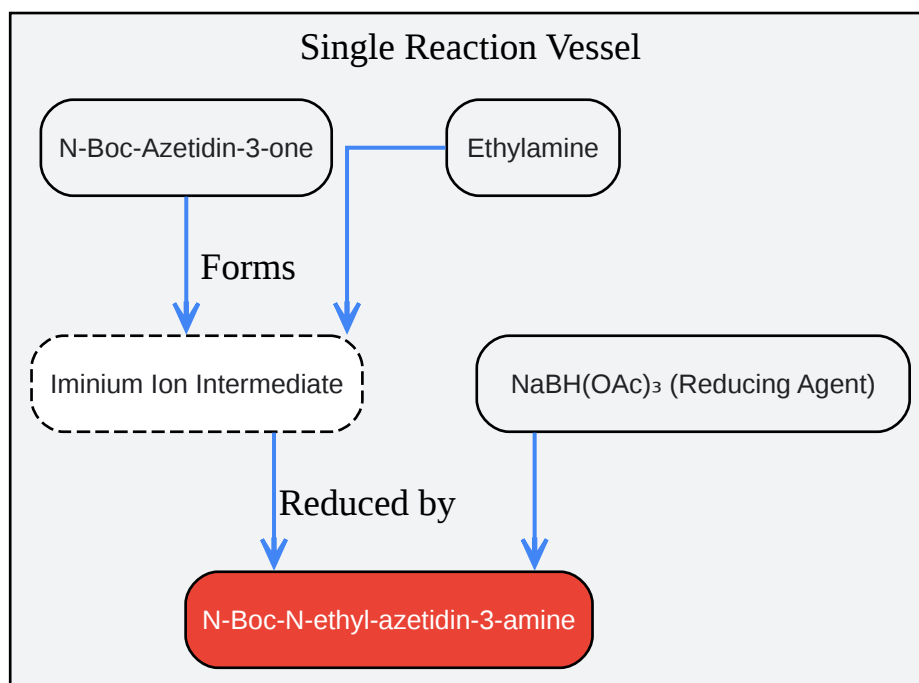 Single Reaction Vessel
N-Boc-Azetidin-3-one
Ethylamine
Forms
Iminium Ion Intermediate
NaBH(OAc)₃ (Reducing Agent)
Reduced by
N-Boc-N-ethyl-azetidin-3-amine